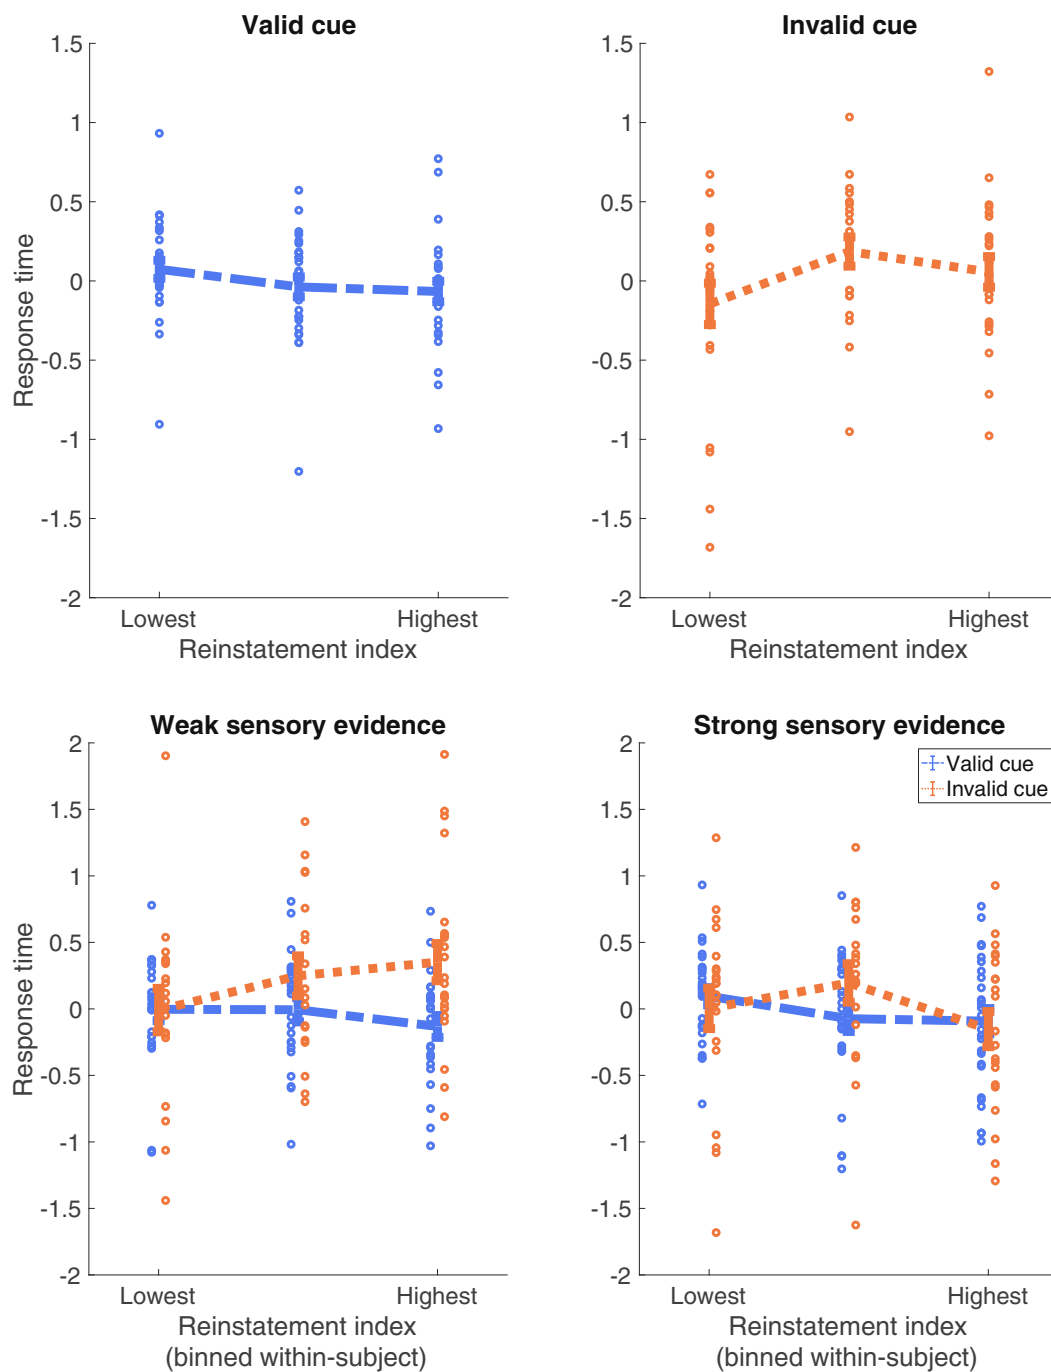 Valid cue
1.5
1
0.5
0
-0.5
-1
-1.5
-2
Response time
Lowest
Highest
Reinstatement index
Invalid cue
1.5
1
0.5
0
-0.5
-1
-1.5
-2
Lowest
Highest
Reinstatement index
Weak sensory evidence
2
1.5
1
0.5
0
-0.5
-1
-1.5
-2
Response time
Lowest
Highest
Reinstatement index
(binned within-subject)
Strong sensory evidence
Valid cue
Invalid cue
2
1.5
1
0.5
0
-0.5
-1
-1.5
-2
Lowest
Highest
Reinstatement index
(binned within-subject)